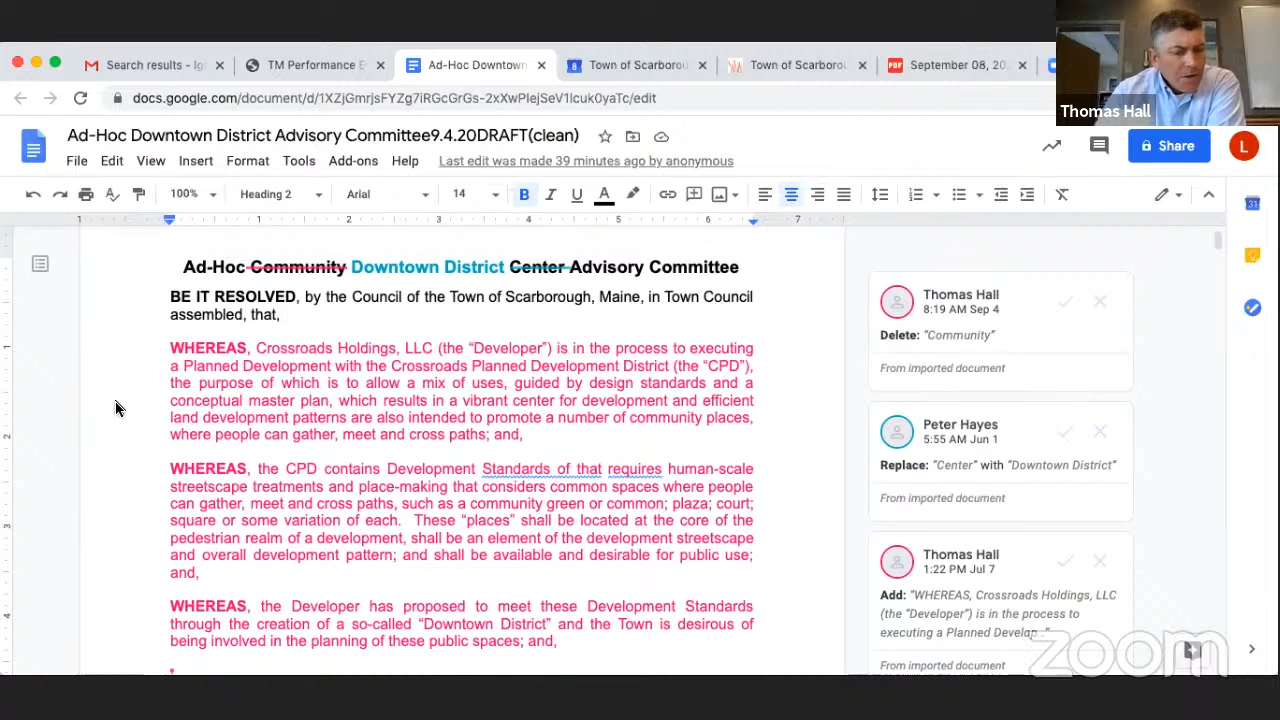 Thomas Hall
Search results - Ig
TM Performance E
Ad-Hoc Downtown
Town of Scarborou
Town of Scarborou
September 08, 20
docs.google.com/document/d/1XZjGmrjsFYZg7iRGcGrGs-2xXwPIejSeV1Icuk0yaTc/edit
Ad-Hoc Downtown District Advisory Committee9.4.20DRAFT(clean)
File Edit View Insert Format Tools Add-ons Help Last edit was made 39 minutes ago by anonymous
Share
L
100% Heading 2 Arial 14 B I U A
1 1 2 3 4 5 6 7
Ad-Hoc Community Downtown District Center Advisory Committee
BE IT RESOLVED, by the Council of the Town of Scarborough, Maine, in Town Council
assembled, that,
WHEREAS, Crossroads Holdings, LLC (the “Developer”) is in the process to executing
a Planned Development with the Crossroads Planned Development District (the “CPD”),
the purpose of which is to allow a mix of uses, guided by design standards and a
conceptual master plan, which results in a vibrant center for development and efficient
land development patterns are also intended to promote a number of community places,
where people can gather, meet and cross paths; and,
WHEREAS, the CPD contains Development Standards of that requires human-scale
streetscape treatments and place-making that considers common spaces where people
can gather, meet and cross paths, such as a community green or common; plaza; court;
square or some variation of each. These “places” shall be located at the core of the
pedestrian realm of a development, shall be an element of the development streetscape
and overall development pattern; and shall be available and desirable for public use;
and,
WHEREAS, the Developer has proposed to meet these Development Standards
through the creation of a so-called “Downtown District” and the Town is desirous of
being involved in the planning of these public spaces; and,
1
2
3
4
Thomas Hall
8:19 AM Sep 4
Delete: “Community”
From imported document
Peter Hayes
5:55 AM Jun 1
Replace: “Center” with “Downtown District”
From imported document
Thomas Hall
1:22 PM Jul 7
Add: “WHEREAS, Crossroads Holdings, LLC
(the “Developer”) is in the process to
executing a Planned Develop..”
From imported document
zoom